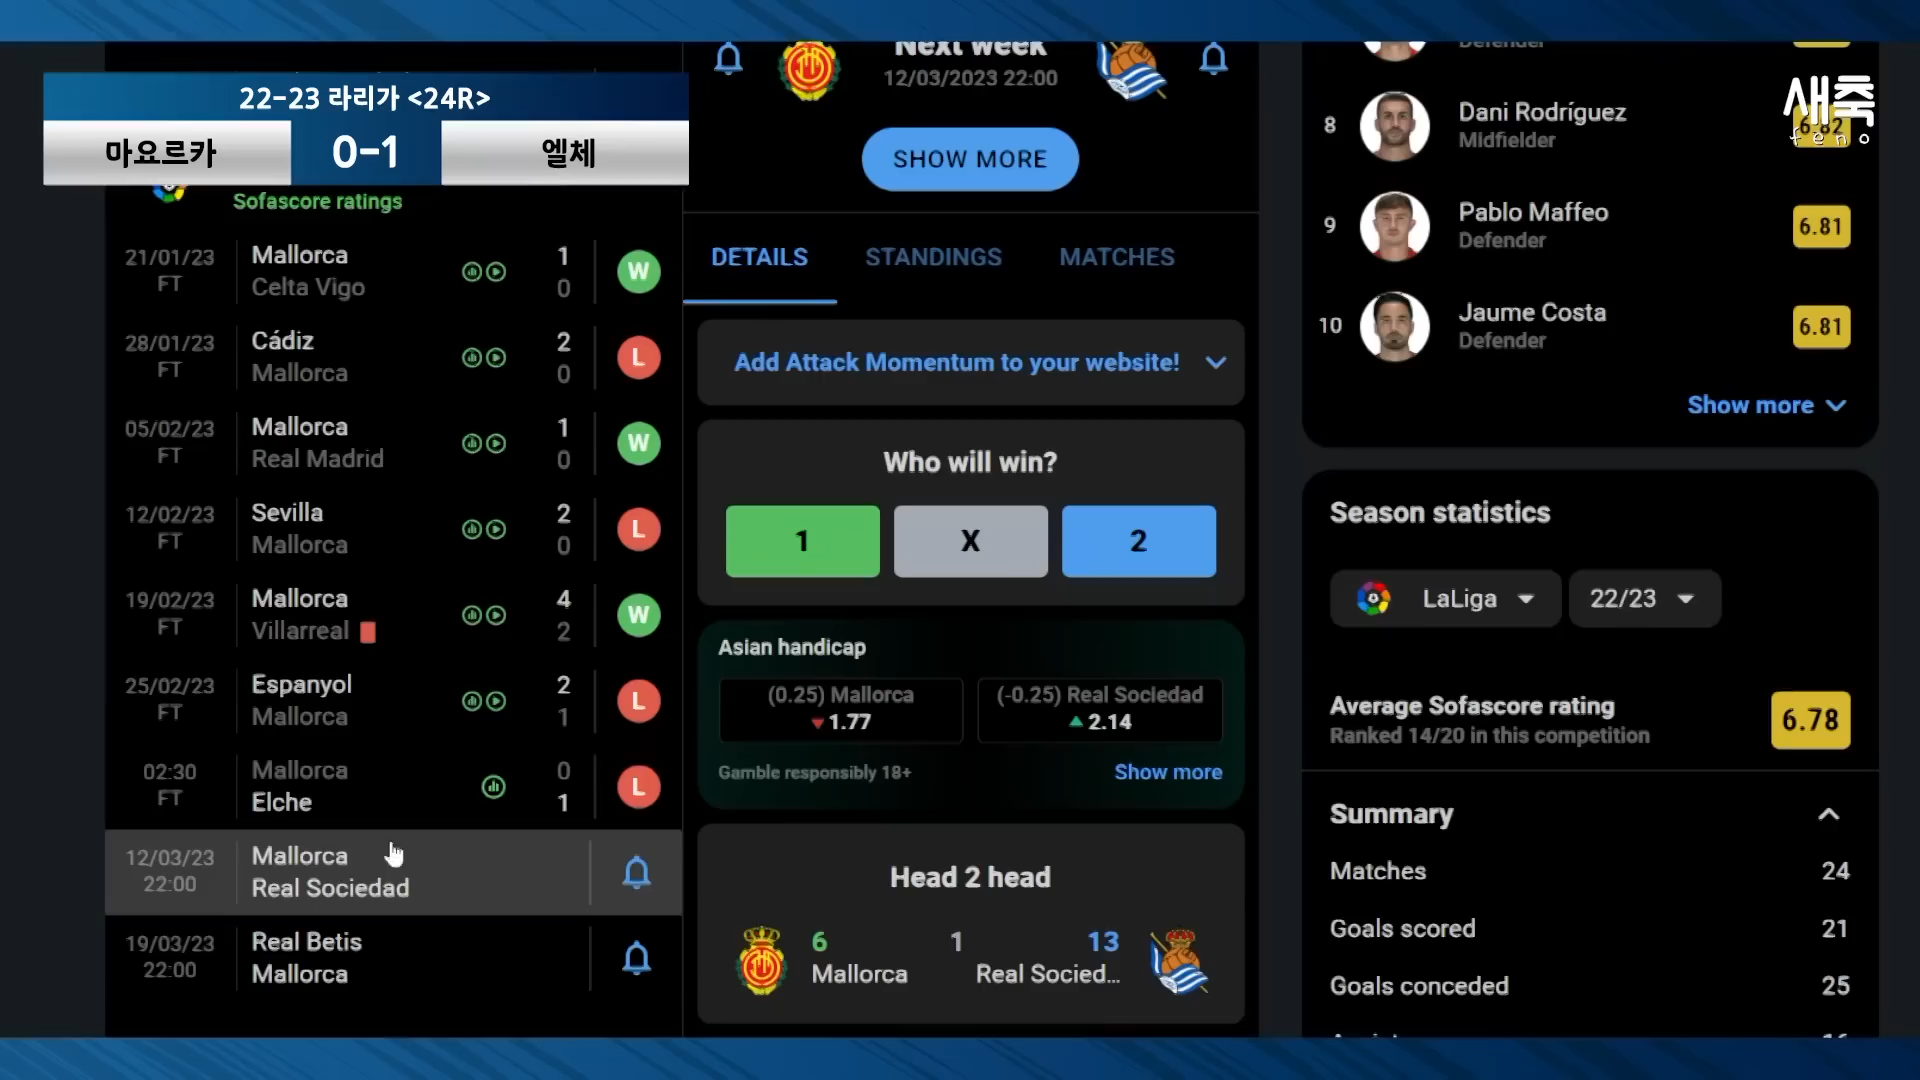 22-23 라리가 <24R>
마요르카
0-1
엘체
Sofascore ratings
21/01/23
FT
Mallorca
Celta Vigo
1
0
W
28/01/23
FT
Cádiz
Mallorca
2
0
L
05/02/23
FT
Mallorca
Real Madrid
1
0
W
12/02/23
FT
Sevilla
Mallorca
2
0
L
19/02/23
FT
Mallorca
Villarreal
4
2
W
25/02/23
FT
Espanyol
Mallorca
2
1
L
02:30
FT
Mallorca
Elche
0
1
L
12/03/23
22:00
Mallorca
Real Sociedad
19/03/23
22:00
Real Betis
Mallorca
Next week
12/03/2023 22:00
SHOW MORE
DETAILS STANDINGS MATCHES
Add Attack Momentum to your website!
Who will win?
1 X 2
Asian handicap
(0.25) Mallorca
1.77
(-0.25) Real Sociedad
2.14
Gamble responsibly 18+
Show more
Head 2 head
6 1 13
Mallorca Real Socied...
Defender
8
Dani Rodríguez
Midfielder
6.82
새축
feno
9
Pablo Maffeo
Defender
6.81
10
Jaume Costa
Defender
6.81
Show more
Season statistics
LaLiga
22/23
Average Sofascore rating
Ranked 14/20 in this competition
6.78
Summary
Matches 24
Goals scored 21
Goals conceded 25